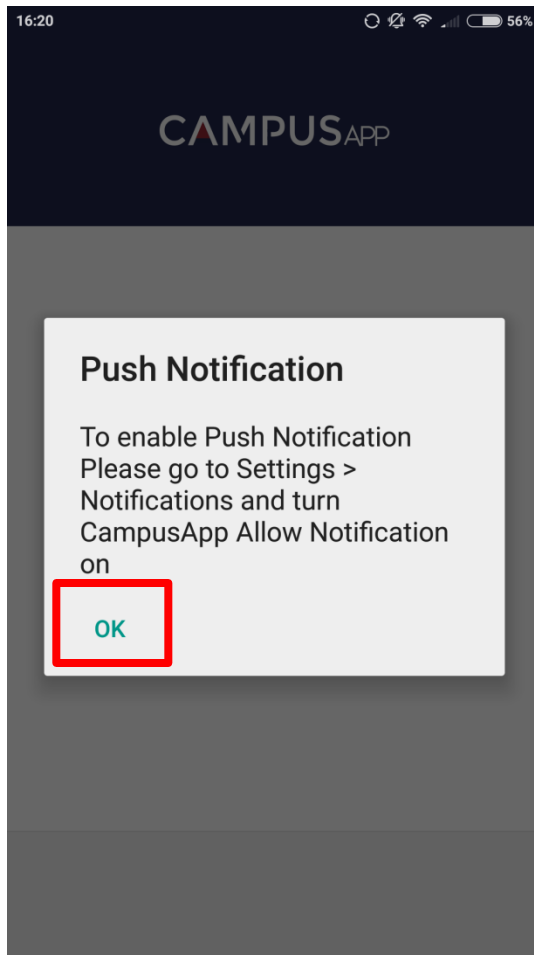 16:20 56%
CAMPUSAPP
Push Notification
To enable Push Notification
Please go to Settings >
Notifications and turn
CampusApp Allow Notification
on
OK